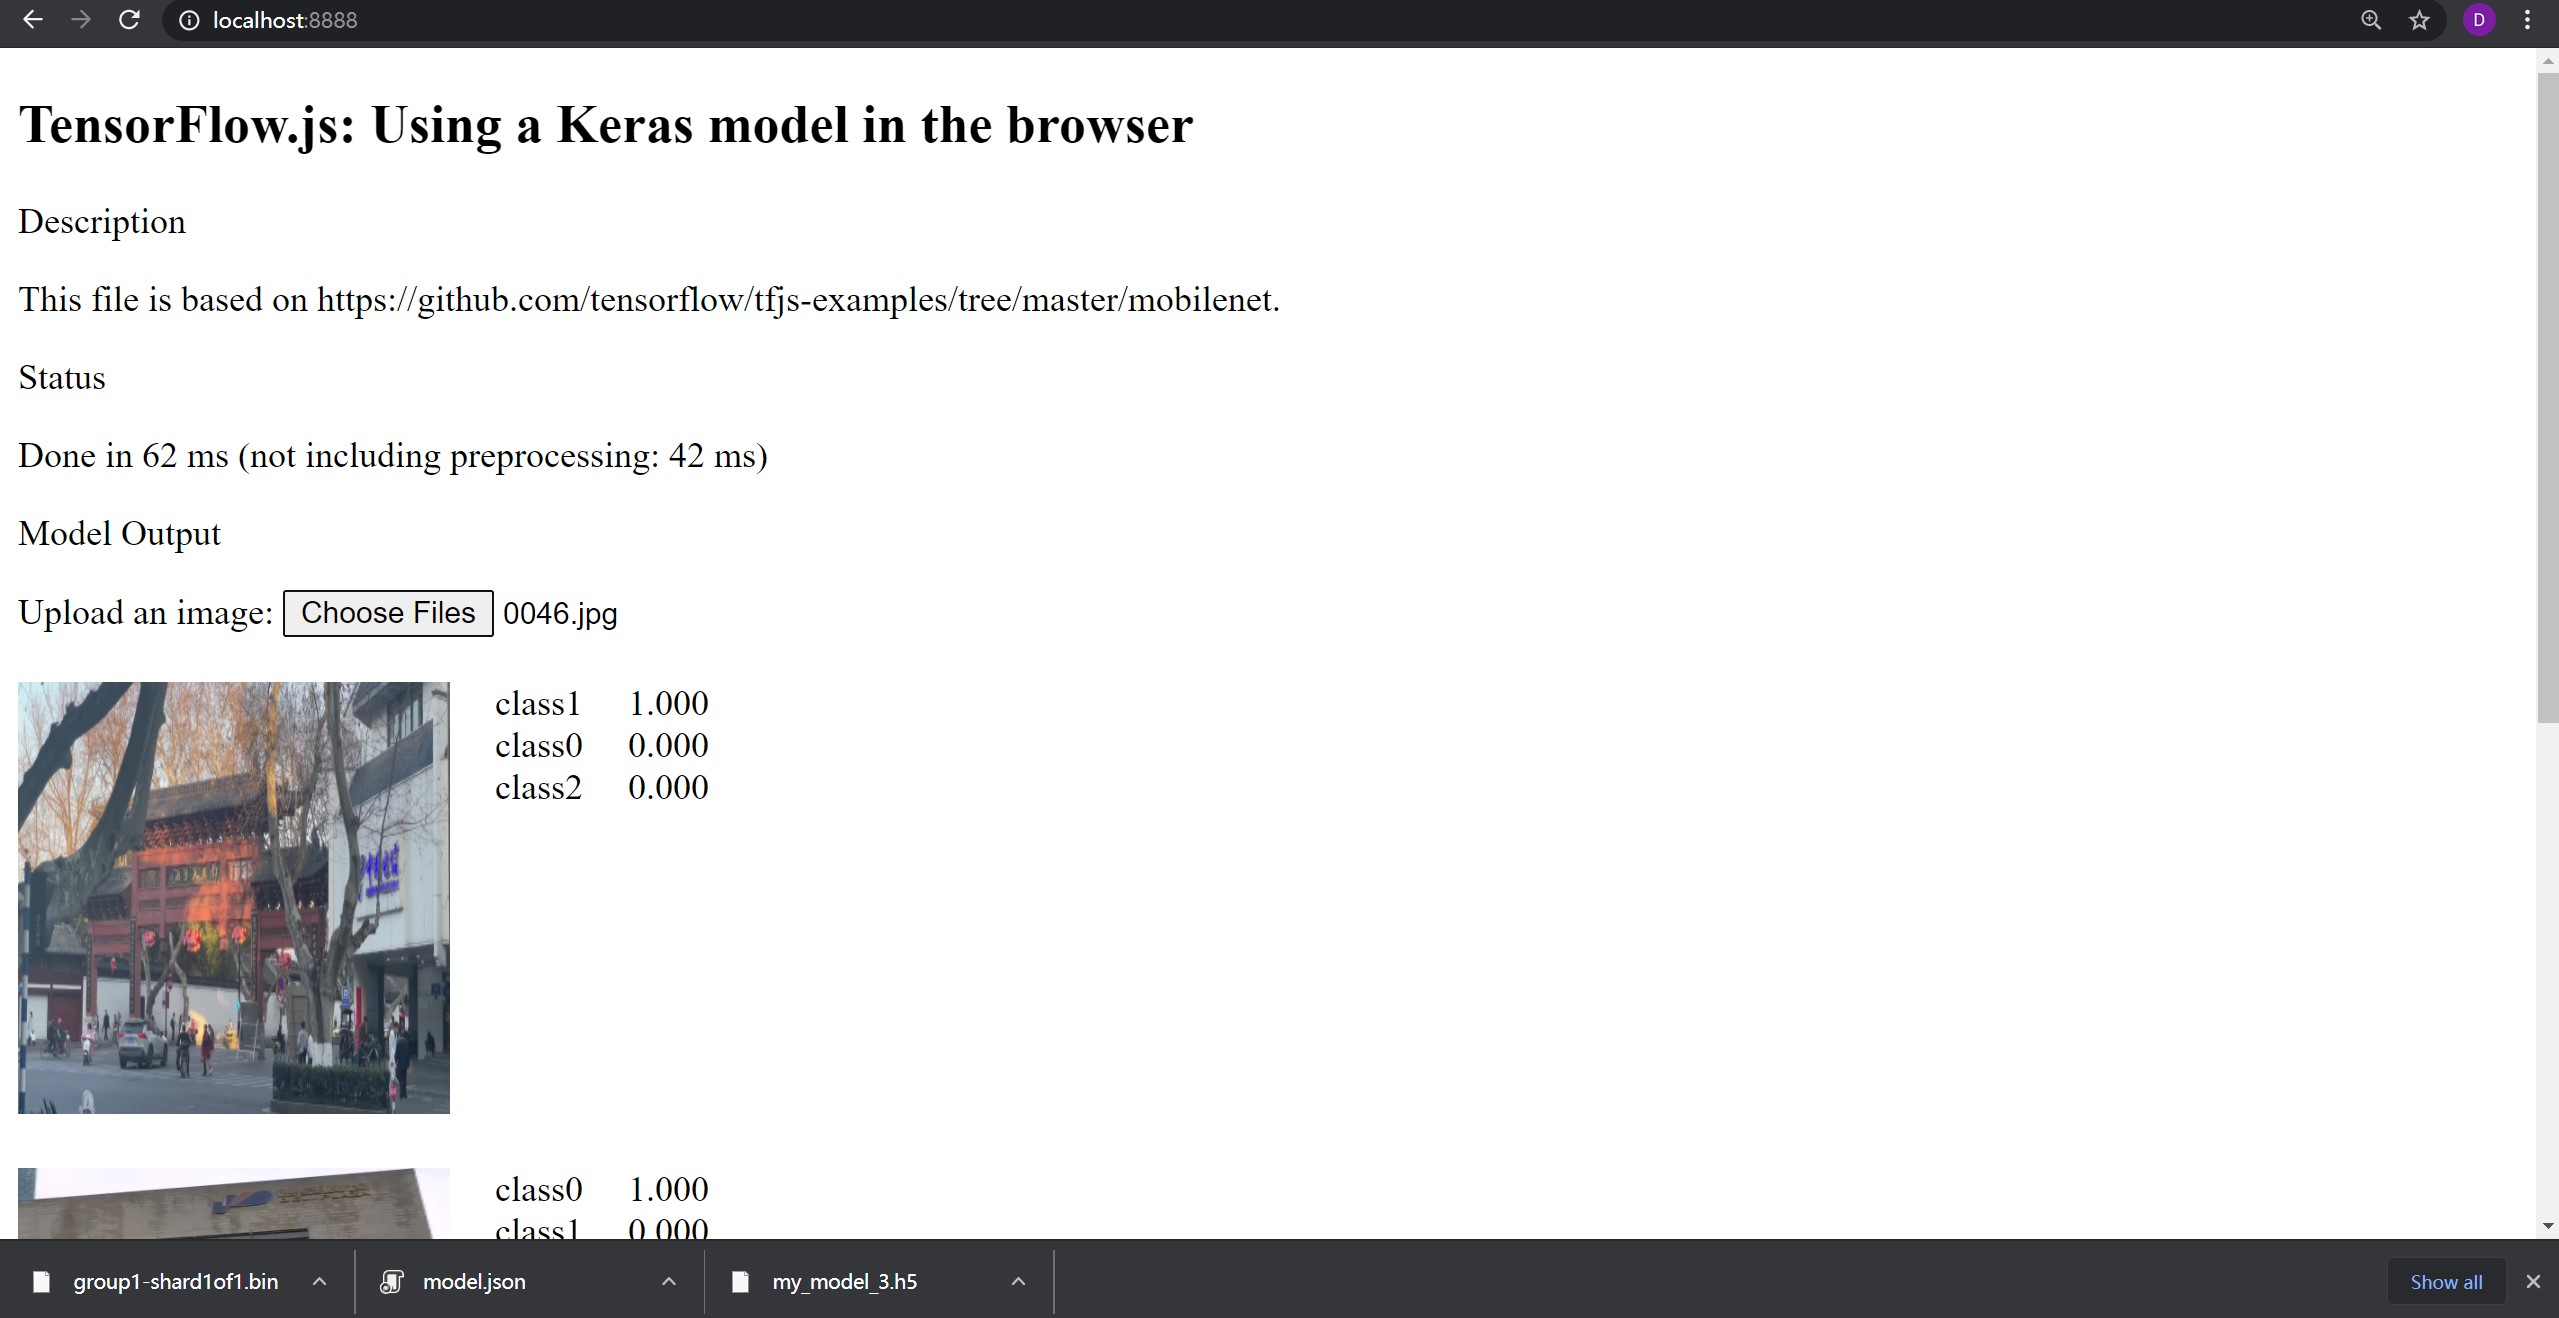 localhost:8888
D
TensorFlow.js: Using a Keras model in the browser
Description
This file is based on https://github.com/tensorflow/tfjs-examples/tree/master/mobilenet.
Status
Done in 62 ms (not including preprocessing: 42 ms)
Model Output
Upload an image: Choose Files 0046.jpg
class1 1.000
class0 0.000
class2 0.000
class0 1.000
class1 0.000
group1-shard1of1.bin
model.json
my_model_3.h5
Show all